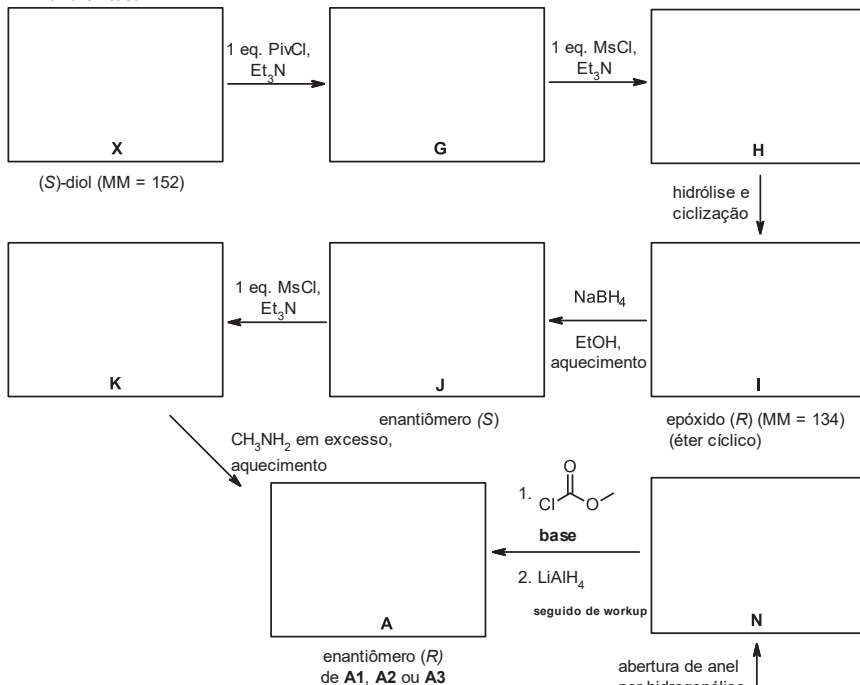 1 eq. PivCl,
Et3N
1 eq. MsCl,
Et3N
X
G
H
(S)-diol (MM = 152)
hidrólise e
ciclização
1 eq. MsCl,
Et3N
NaBH4
EtOH,
aquecimento
K
J
I
enantiômero (S)
epóxido (R) (MM = 134)
(éter cíclico)
CH3NH2 em excesso,
aquecimento
O
1. Cl O
base
2. LiAlH4
seguido de workup
A
N
enantiômero (R)
de A1, A2 ou A3
abertura de anel